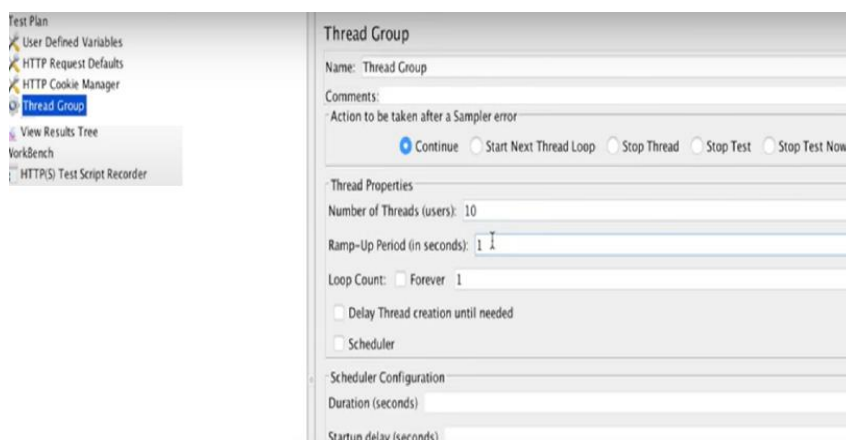 Test Plan
User Defined Variables
HTTP Request Defaults
HTTP Cookie Manager
Thread Group
View Results Tree
WorkBench
HTTP(S) Test Script Recorder
Thread Group
Name: Thread Group
Comments:
Action to be taken after a Sampler error
Continue Start Next Thread Loop Stop Thread Stop Test Stop Test Now
Thread Properties
Number of Threads (users): 10
Ramp-Up Period (in seconds): 1
Loop Count: Forever 1
Delay Thread creation until needed
Scheduler
Scheduler Configuration
Duration (seconds)
Startup delay (seconds)